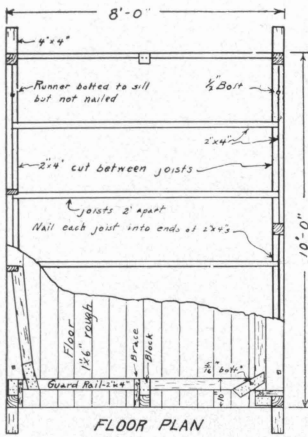 8'-0"
4"x4"
Runner bolted to sill
but not nailed
½" Bolt
2"x4"
2"x4" cut between joists
joists 2' apart
Nail each joist into ends of 2"x4"s
10'-0"
Floor
1"x6" rough
Brace
Block
bolt
Guard Rail-2"x4"
10"
FLOOR PLAN